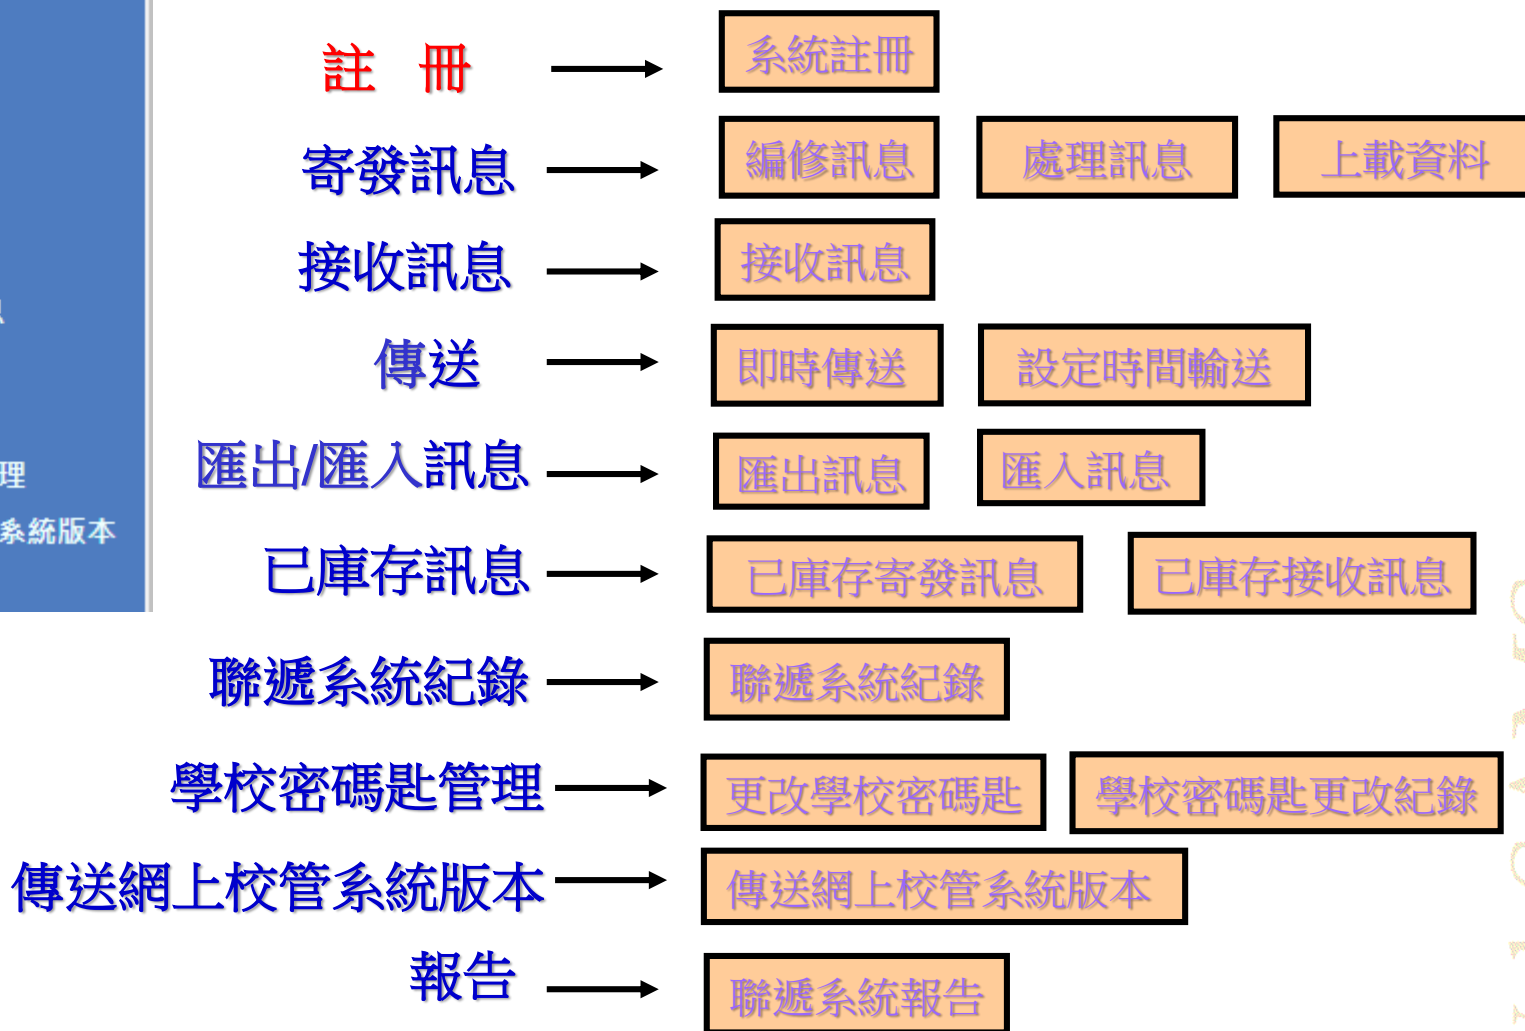 註 冊 系統註冊
寄發訊息 編修訊息 處理訊息 上載資料
接收訊息 接收訊息
傳送 即時傳送 設定時間輸送
匯出/匯入訊息 匯出訊息 匯入訊息
理
系統版本
已庫存訊息 已庫存寄發訊息 已庫存接收訊息
聯遞系統紀錄 聯遞系統紀錄
學校密碼匙管理 更改學校密碼匙 學校密碼匙更改紀錄
傳送網上校管系統版本 傳送網上校管系統版本
報告 聯遞系統報告